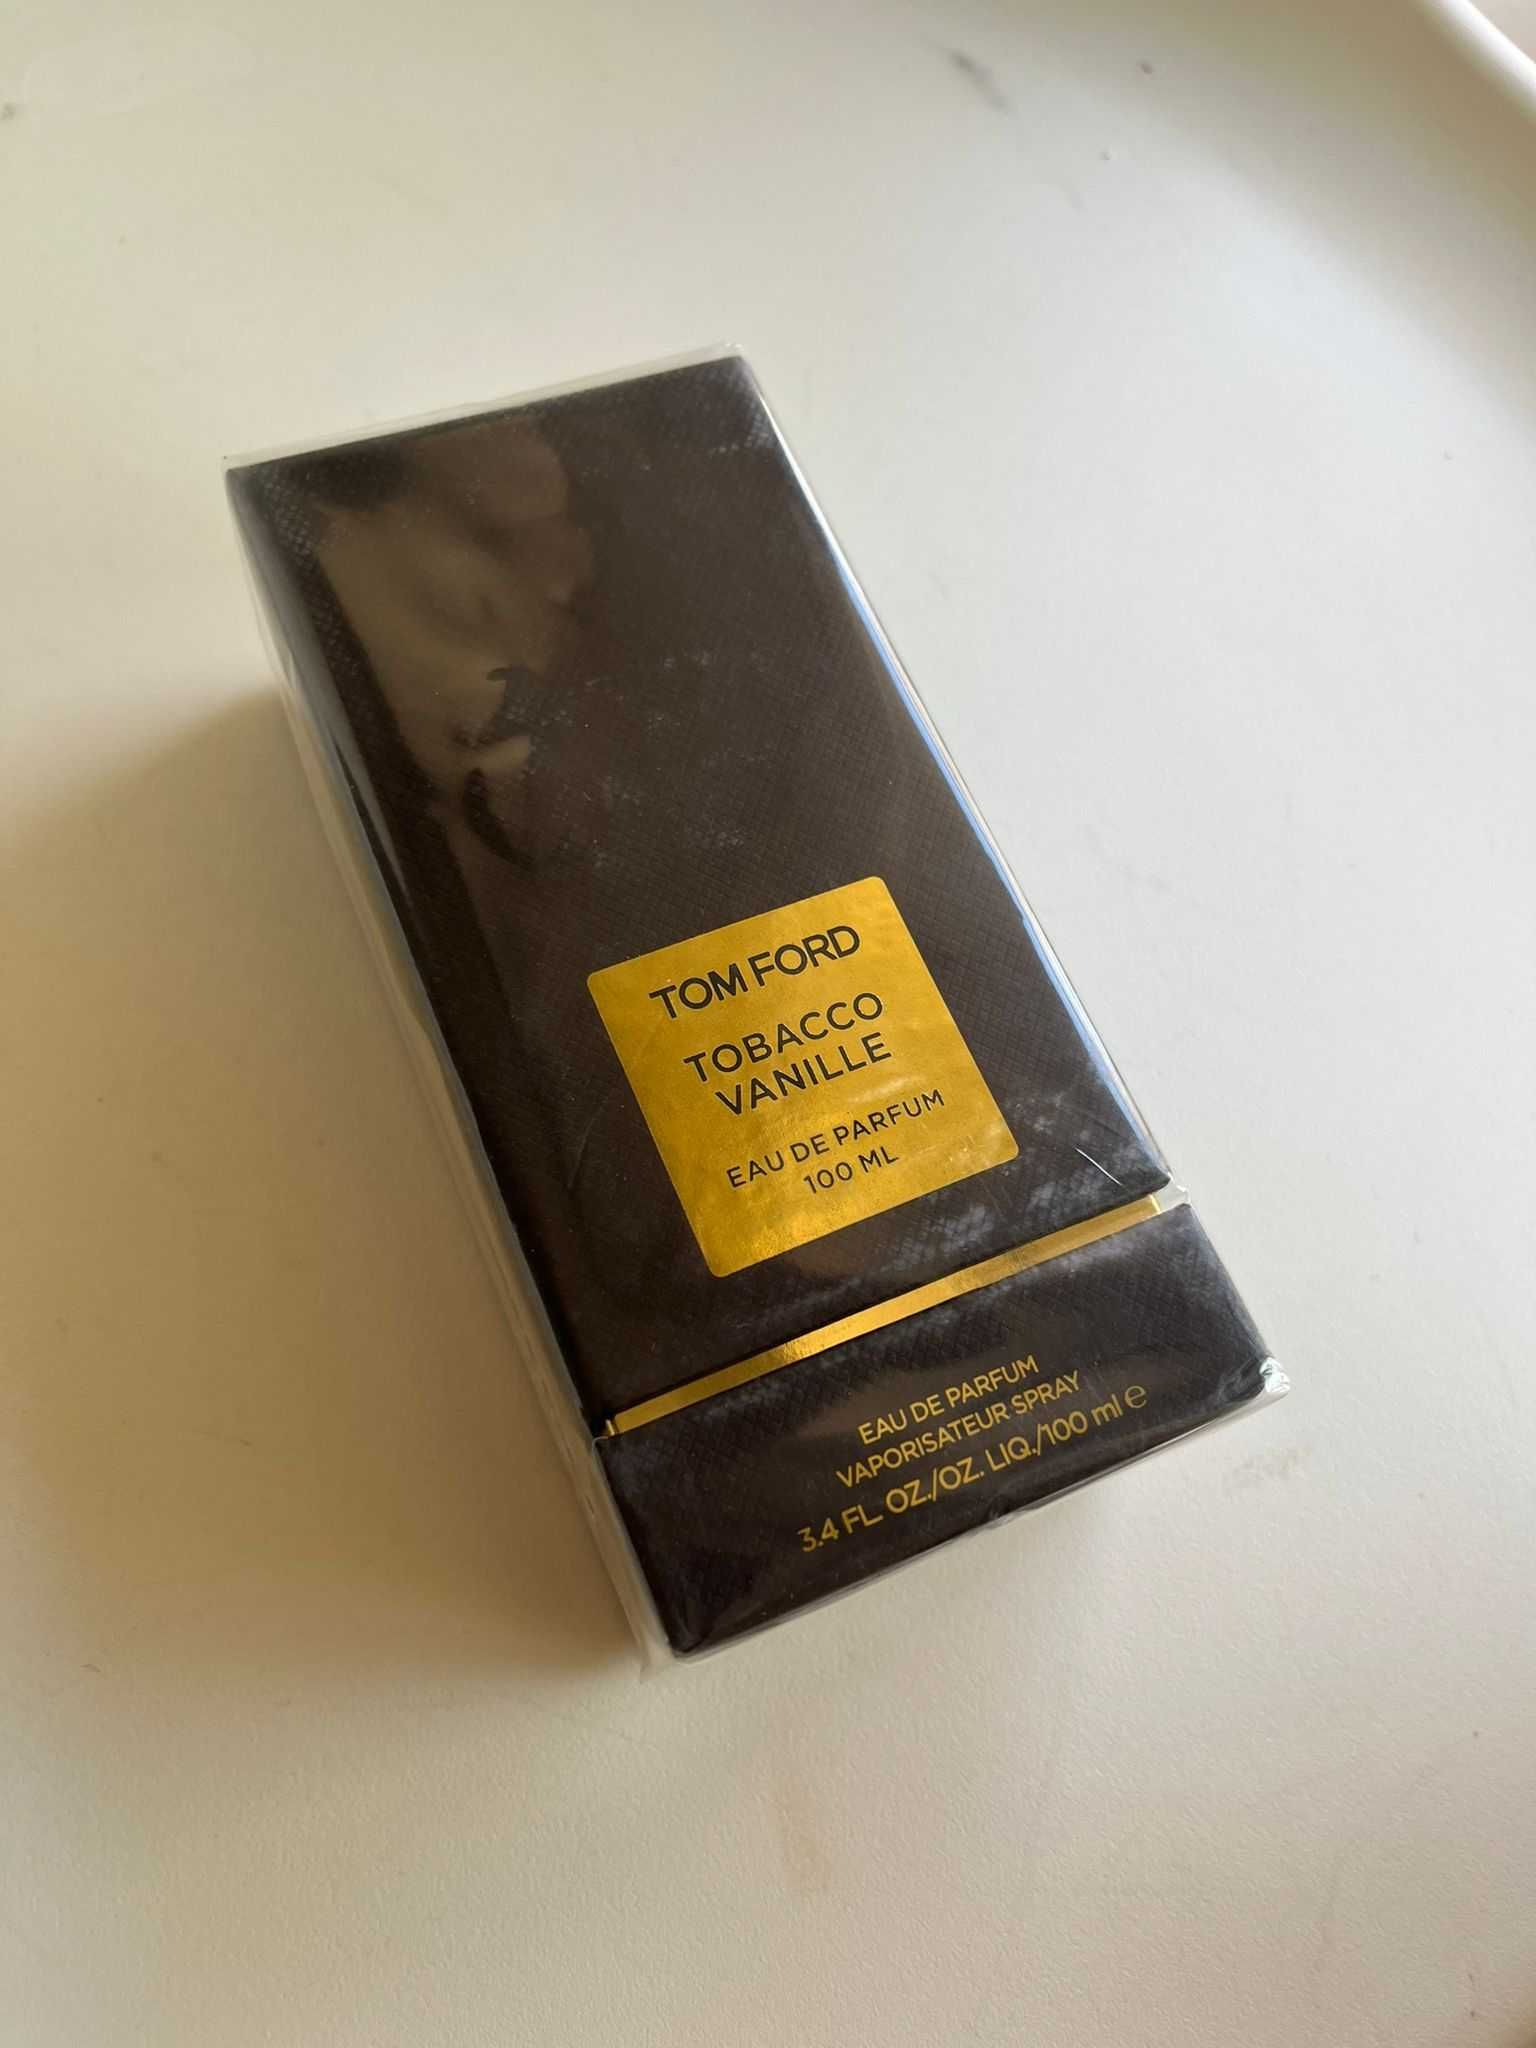 TOM FORD
TOBACCO
VANILLE
EAU DE PARFUM
100 ML
EAU DE PARFUM
VAPORISATEUR SPRAY
3.4 FL. OZ./OZ. LIQ./100 ml ℮